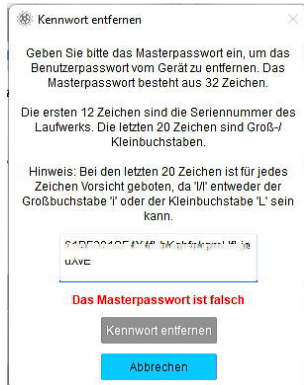 Kennwort entfernen
Geben Sie bitte das Masterpasswort ein, um das
Benutzerpasswort vom Gerät zu entfernen. Das
Masterpasswort besteht aus 32 Zeichen.
Die ersten 12 Zeichen sind die Seriennummer des
Laufwerks. Die letzten 20 Zeichen sind Groß-/
Kleinbuchstaben.
Hinweis: Bei den letzten 20 Zeichen ist für jedes
Zeichen Vorsicht geboten, da 'I/l' entweder der
Großbuchstabe 'i' oder der Kleinbuchstabe 'L' sein
kann.
Das Masterpasswort ist falsch
Kennwort entfernen
Abbrechen